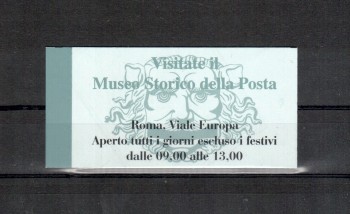 Visitate il
Museo Storico della Posta
Roma, Viale Europa
Aperto tutti i giorni escluso i festivi
dalle 09.00 alle 13.00